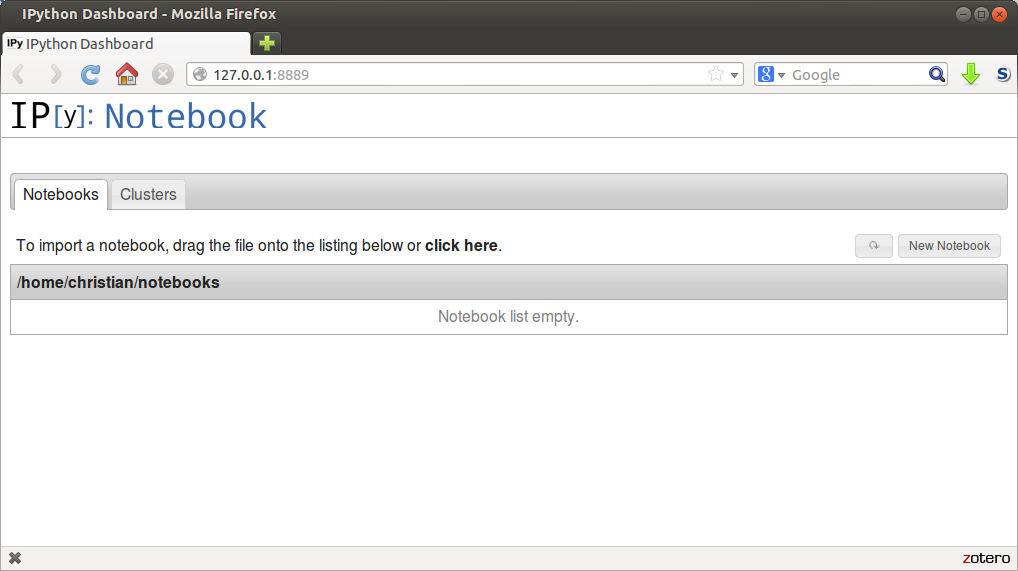 IPython Dashboard - Mozilla Firefox
IPy IPython Dashboard
127.0.0.1:8889
8 Google
S
IP[y]: Notebook
Notebooks Clusters
To import a notebook, drag the file onto the listing below or click here. New Notebook
/home/christian/notebooks
Notebook list empty.
zotero